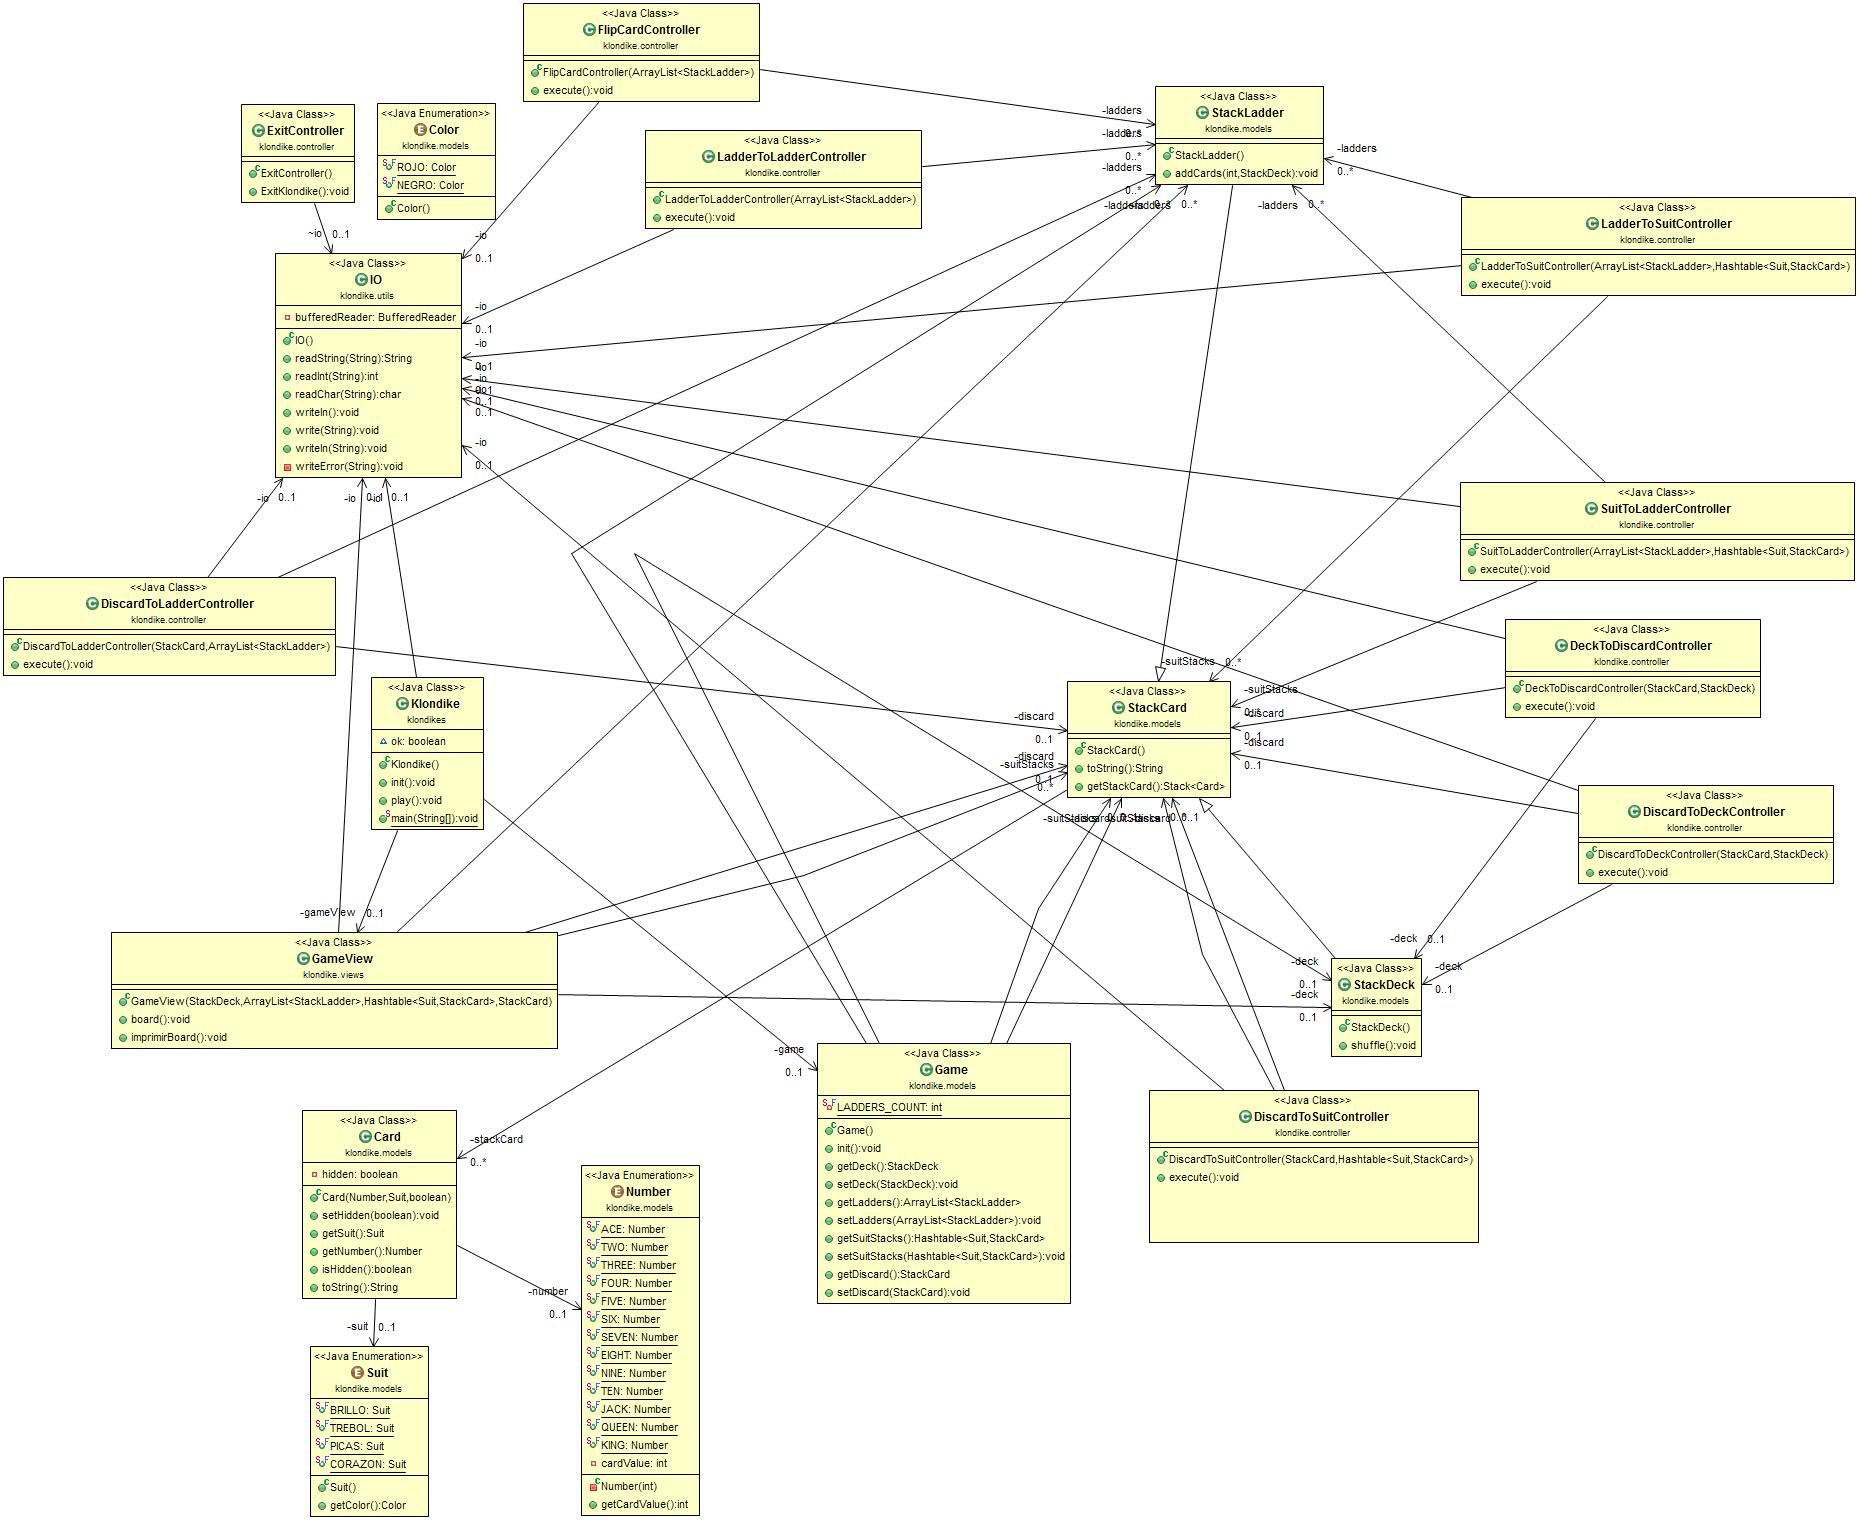 <<Java Class>>
FlipCardController
klondike.controller
FlipCardController(ArrayList<StackLadder>)
execute():void
<<Java Class>>
ExitController
klondike.controller
ExitController()
ExitKlondike():void
<<Java Enumeration>>
Color
klondike.models
ROJO: Color
NEGRO: Color
Color()
<<Java Class>>
LadderToLadderController
klondike.controller
LadderToLadderController(ArrayList<StackLadder>)
execute():void
<<Java Class>>
StackLadder
klondike.models
StackLadder()
addCards(int,StackDeck):void
-ladders
0..*
-ladders
0..*
-ladders
0..*
-ladders
0..*
-ladders
0..*
-ladders
0..*
<<Java Class>>
LadderToSuitController
klondike.controller
LadderToSuitController(ArrayList<StackLadder>,Hashtable<Suit,StackCard>)
execute():void
~io
0..1
-io
0..1
<<Java Class>>
IO
klondike.utils
bufferedReader: BufferedReader
IO()
readString(String):String
readInt(String):int
readChar(String):char
writeln():void
write(String):void
writeln(String):void
writeError(String):void
-io
0..1
-io
0..1
-io
0..1
-io
0..1
-io
0..1
-io
0..1
-io
0..1
-io
0..1
<<Java Class>>
SuitToLadderController
klondike.controller
SuitToLadderController(ArrayList<StackLadder>,Hashtable<Suit,StackCard>)
execute():void
<<Java Class>>
DiscardToLadderController
klondike.controller
DiscardToLadderController(StackCard,ArrayList<StackLadder>)
execute():void
<<Java Class>>
DeckToDiscardController
klondike.controller
DeckToDiscardController(StackCard,StackDeck)
execute():void
<<Java Class>>
Klondike
klondikes
ok: boolean
Klondike()
init():void
play():void
main(String[]):void
-suitStacks
0..*
<<Java Class>>
StackCard
klondike.models
StackCard()
toString():String
getStackCard():Stack<Card>
-suitStacks
0..*
-discard
0..1
-discard
0..1
-discard
0..1
-discard
0..1
-suitStacks
0..*
<<Java Class>>
DiscardToDeckController
klondike.controller
DiscardToDeckController(StackCard,StackDeck)
execute():void
-gameView
0..1
<<Java Class>>
GameView
klondike.views
GameView(StackDeck,ArrayList<StackLadder>,Hashtable<Suit,StackCard>,StackCard)
board():void
imprimirBoard():void
-deck
0..1
-deck
0..1
-deck
0..1
-deck
0..1
<<Java Class>>
StackDeck
klondike.models
StackDeck()
shuffle():void
-game
0..1
<<Java Class>>
Game
klondike.models
LADDERS_COUNT: int
Game()
init():void
getDeck():StackDeck
setDeck(StackDeck):void
getLadders():ArrayList<StackLadder>
setLadders(ArrayList<StackLadder>):void
getSuitStacks():Hashtable<Suit,StackCard>
setSuitStacks(Hashtable<Suit,StackCard>):void
getDiscard():StackCard
setDiscard(StackCard):void
<<Java Class>>
DiscardToSuitController
klondike.controller
DiscardToSuitController(StackCard,Hashtable<Suit,StackCard>)
execute():void
<<Java Class>>
Card
klondike.models
hidden: boolean
Card(Number,Suit,boolean)
setHidden(boolean):void
getSuit():Suit
getNumber():Number
isHidden():boolean
toString():String
-stackCard
0..*
-number
0..1
-suit
0..1
<<Java Enumeration>>
Number
klondike.models
ACE: Number
TWO: Number
THREE: Number
FOUR: Number
FIVE: Number
SIX: Number
SEVEN: Number
EIGHT: Number
NINE: Number
TEN: Number
JACK: Number
QUEEN: Number
KING: Number
cardValue: int
Number(int)
getCardValue():int
<<Java Enumeration>>
Suit
klondike.models
BRILLO: Suit
TREBOL: Suit
PICAS: Suit
CORAZON: Suit
Suit()
getColor():Color